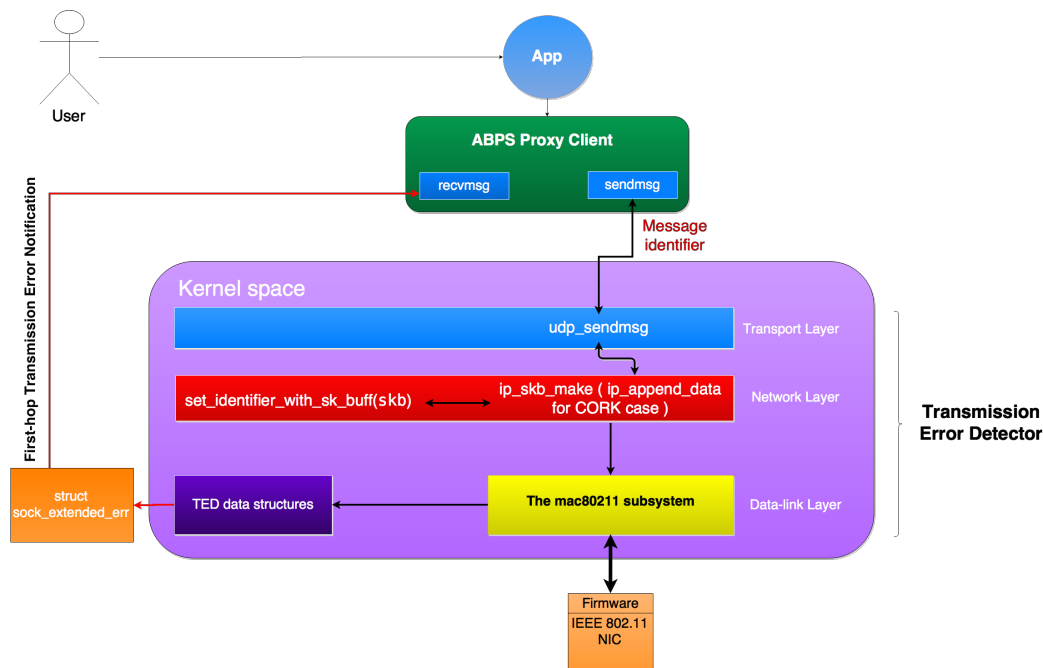 App
User
ABPS Proxy Client
recvmsg
sendmsg
Message
identifier
First-hop Transmission Error Notification
Kernel space
udp_sendmsg
Transport Layer
set_identifier_with_sk_buff(skb)
ip_skb_make ( ip_append_data
for CORK case )
Network Layer
Transmission
Error Detector
struct
sock_extended_err
TED data structures
The mac80211 subsystem
Data-link Layer
Firmware
IEEE 802.11
NIC